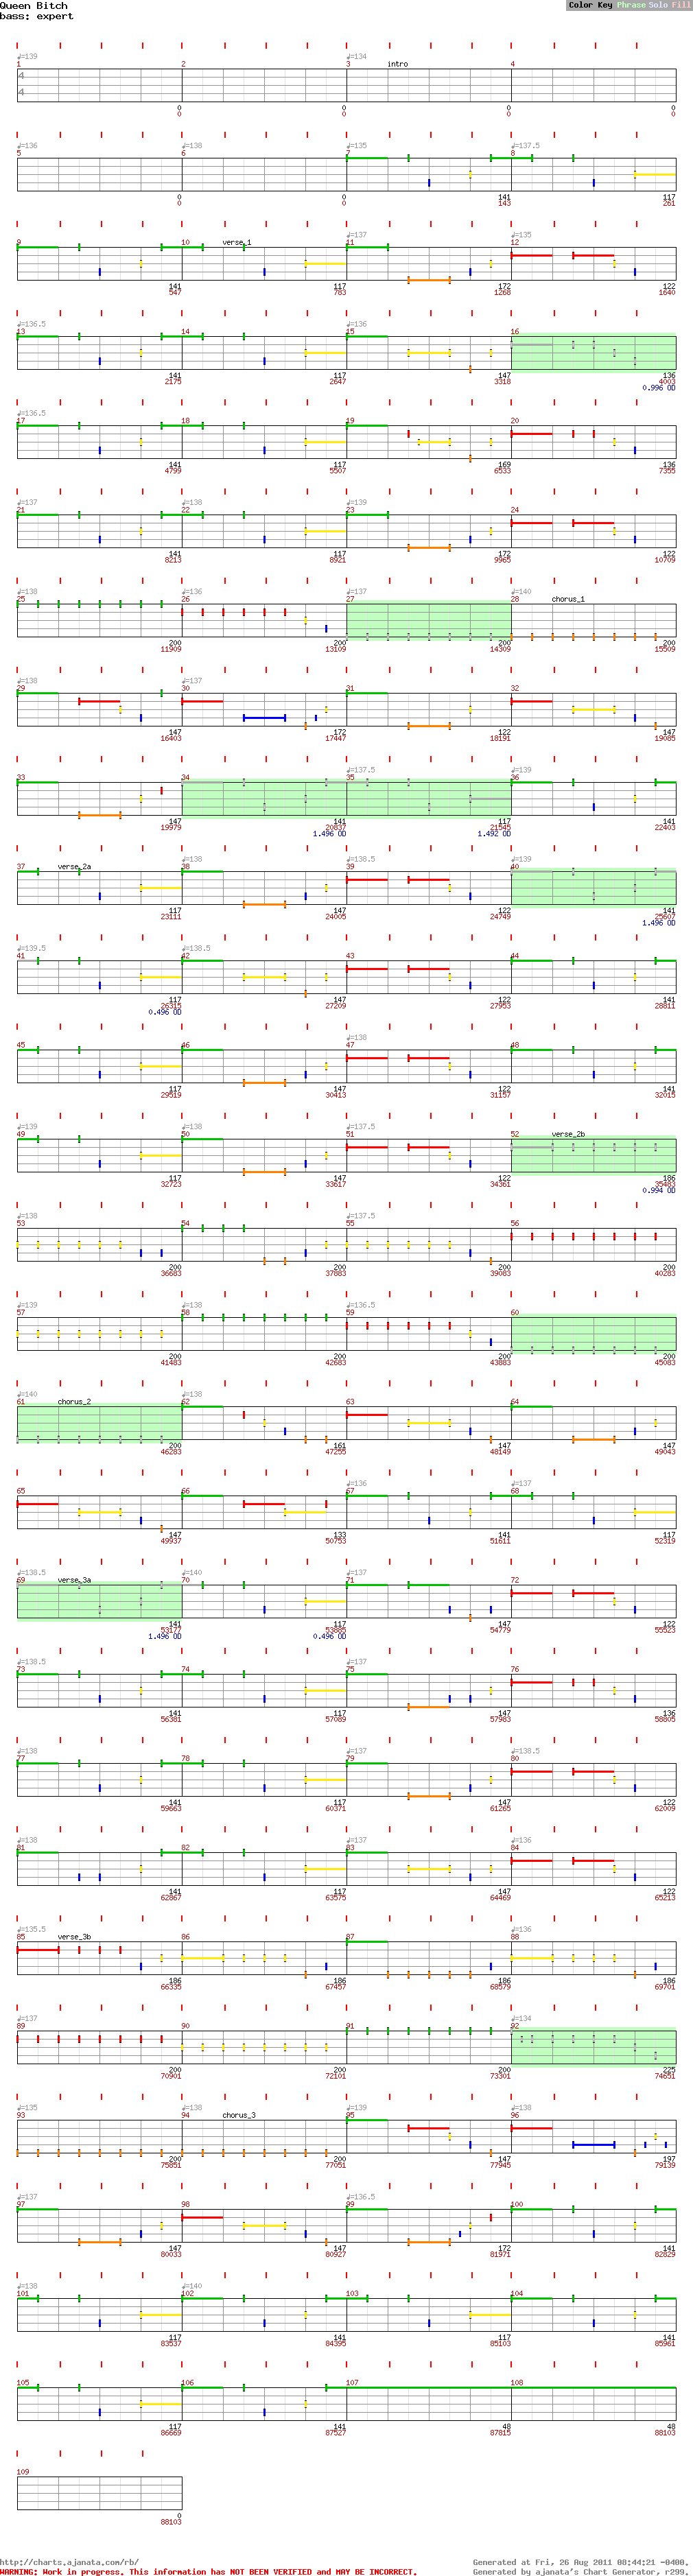 Queen Bitch
Color Key Phrase Solo Fill
bass: expert
♩=139 ♩=134
1 2 3 intro 4
4
4
0 0 0 0
0 0 0 0
♩=136 ♩=138 ♩=135 ♩=137.5
5 6 7 8
0 0 141 117
0 0 143 261
♩=137 ♩=135
9 10 verse_1 11 12
141 117 172 122
547 783 1268 1640
♩=136.5 ♩=136
13 14 15 16
141 117 147 136
2175 2647 3318 4003
0.996 OD
♩=136.5
17 18 19 20
141 117 169 136
4799 5507 6533 7355
♩=137 ♩=138 ♩=139
21 22 23 24
141 117 172 122
8213 8921 9965 10709
♩=138 ♩=136 ♩=137 ♩=140
25 26 27 28 chorus_1
200 200 200 200
11909 13109 14309 15509
♩=138 ♩=137
29 30 31 32
147 172 122 147
16403 17447 18191 19085
♩=137.5 ♩=139
33 34 35 36
147 141 117 141
19979 20837 21545 22403
1.496 OD 1.492 OD
♩=138 ♩=138.5 ♩=139
37 verse_2a 38 39 40
117 147 122 141
23111 24005 24749 25607
1.496 OD
♩=139.5 ♩=138.5
41 42 43 44
117 147 122 141
26315 27209 27953 28811
0.496 OD
♩=138
45 46 47 48
117 147 122 141
29519 30413 31157 32015
♩=139 ♩=138 ♩=137.5
49 50 51 52 verse_2b
117 147 122 186
32723 33617 34361 35483
0.994 OD
♩=138 ♩=137.5
53 54 55 56
200 200 200 200
36683 37883 39083 40283
♩=139 ♩=138 ♩=136.5
57 58 59 60
200 200 200 200
41483 42683 43883 45083
♩=140 ♩=138
61 chorus_2 62 63 64
200 161 147 147
46283 47255 48149 49043
♩=136 ♩=137
65 66 67 68
147 133 141 117
49937 50753 51611 52319
♩=138.5 ♩=140 ♩=137
69 verse_3a 70 71 72
141 117 147 122
53177 53885 54779 55523
1.496 OD 0.496 OD
♩=138.5 ♩=137
73 74 75 76
141 117 147 136
56381 57089 57983 58805
♩=138 ♩=137 ♩=138.5
77 78 79 80
141 117 147 122
59663 60371 61265 62009
♩=138 ♩=137 ♩=136
81 82 83 84
141 117 147 122
62867 63575 64469 65213
♩=135.5 ♩=136
85 verse_3b 86 87 88
186 186 186 186
66335 67457 68579 69701
♩=137 ♩=134
89 90 91 92
200 200 200 225
70901 72101 73301 74651
♩=135 ♩=138 ♩=139 ♩=138
93 94 chorus_3 95 96
200 200 147 197
75851 77051 77945 79139
♩=137 ♩=136.5
97 98 99 100
147 147 172 141
80033 80927 81971 82829
♩=138 ♩=140
101 102 103 104
117 141 117 141
83537 84395 85103 85961
105 106 107 108
117 141 48 48
86669 87527 87815 88103
109
0
88103
http://charts.ajanata.com/rb/ Generated at Fri, 26 Aug 2011 08:44:21 -0400.
WARNING: Work in progress. This information has NOT BEEN VERIFIED and MAY BE INCORRECT. Generated by ajanata's Chart Generator, r299.